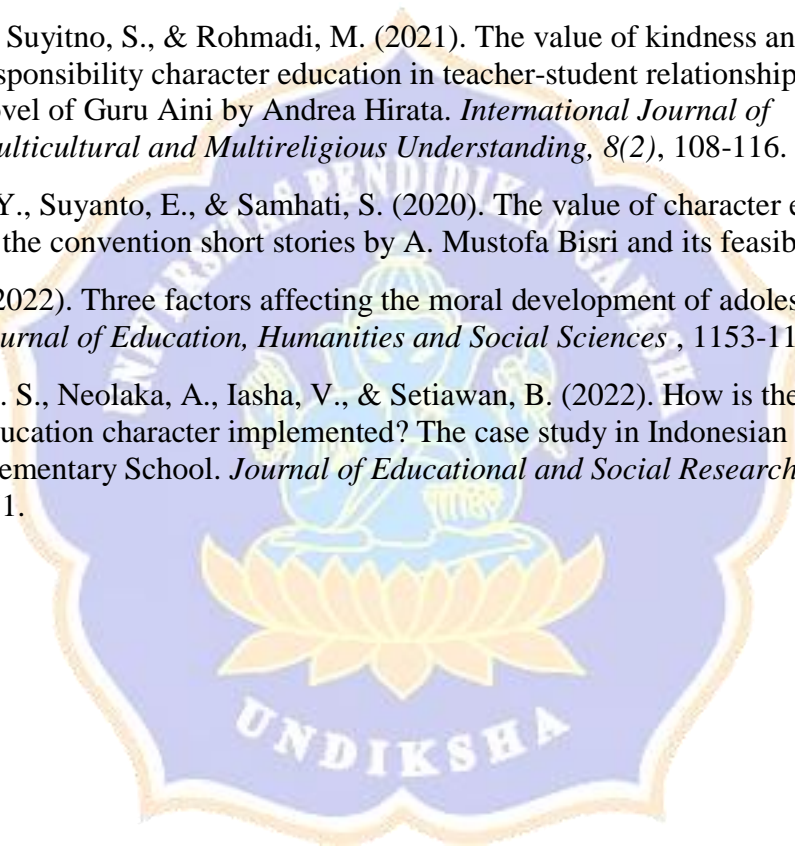 Suyitno, S., & Rohmadi, M. (2021). The value of kindness an
sponsibility character education in teacher-student relationship
ovel of Guru Aini by Andrea Hirata. International Journal of
ulticultural and Multireligious Understanding, 8(2), 108-116.
Y., Suyanto, E., & Samhati, S. (2020). The value of character e
the convention short stories by A. Mustofa Bisri and its feasib
2022). Three factors affecting the moral development of adoles
urnal of Education, Humanities and Social Sciences , 1153-11
. S., Neolaka, A., Iasha, V., & Setiawan, B. (2022). How is the
ucation character implemented? The case study in Indonesian
ementary School. Journal of Educational and Social Research
1.
UNIVERSITAS PENDIDIKAN GANESHA
UNDIKSHA